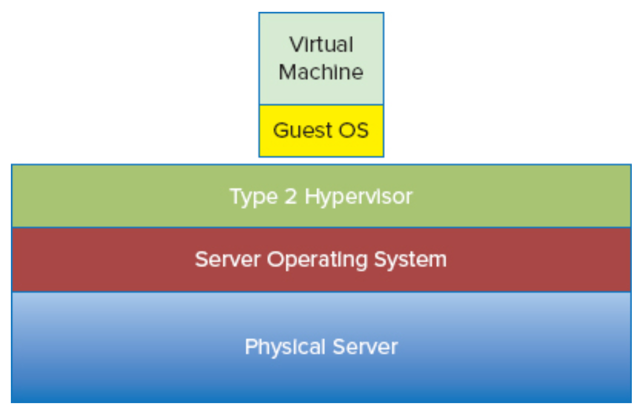 Virtual
Machine
Guest OS
Type 2 Hypervisor
Server Operating System
Physical Server